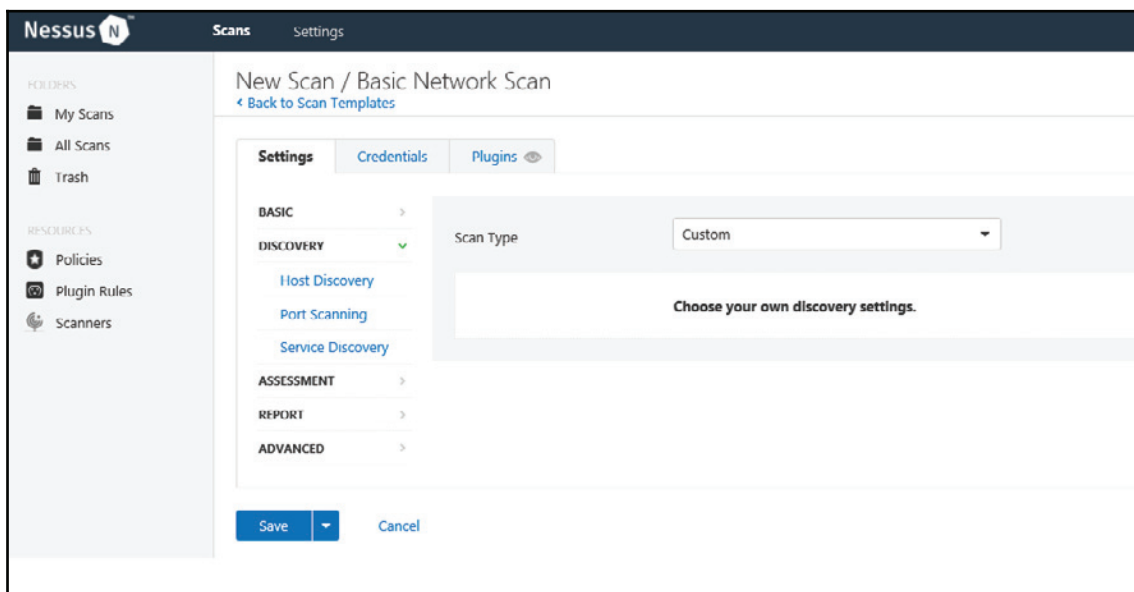 Nessus N ™
Scans Settings
FOLDERS
My Scans
All Scans
Trash
RESOURCES
Policies
Plugin Rules
Scanners
New Scan / Basic Network Scan
Back to Scan Templates
Settings Credentials Plugins
BASIC
DISCOVERY
Host Discovery
Port Scanning
Service Discovery
ASSESSMENT
REPORT
ADVANCED
Scan Type Custom
Choose your own discovery settings.
Save Cancel